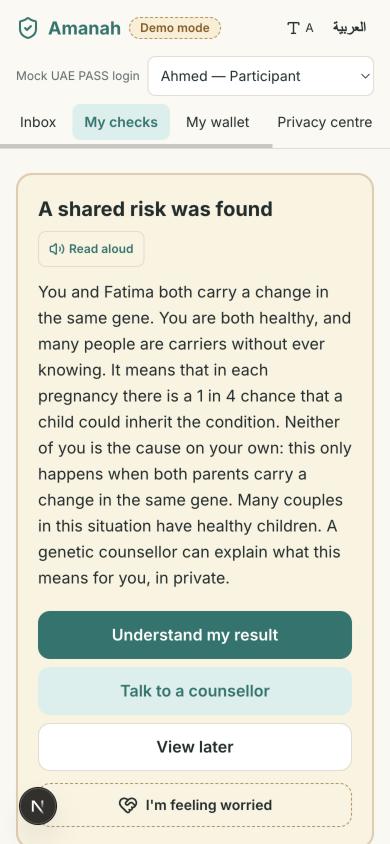 Amanah
Demo mode
A
العربية
Mock UAE PASS login
Ahmed — Participant
Inbox
My checks
My wallet
Privacy centre
A shared risk was found
Read aloud
You and Fatima both carry a change in
the same gene. You are both healthy, and
many people are carriers without ever
knowing. It means that in each
pregnancy there is a 1 in 4 chance that a
child could inherit the condition. Neither
of you is the cause on your own: this only
happens when both parents carry a
change in the same gene. Many couples
in this situation have healthy children. A
genetic counsellor can explain what this
means for you, in private.
Understand my result
Talk to a counsellor
View later
N
I'm feeling worried